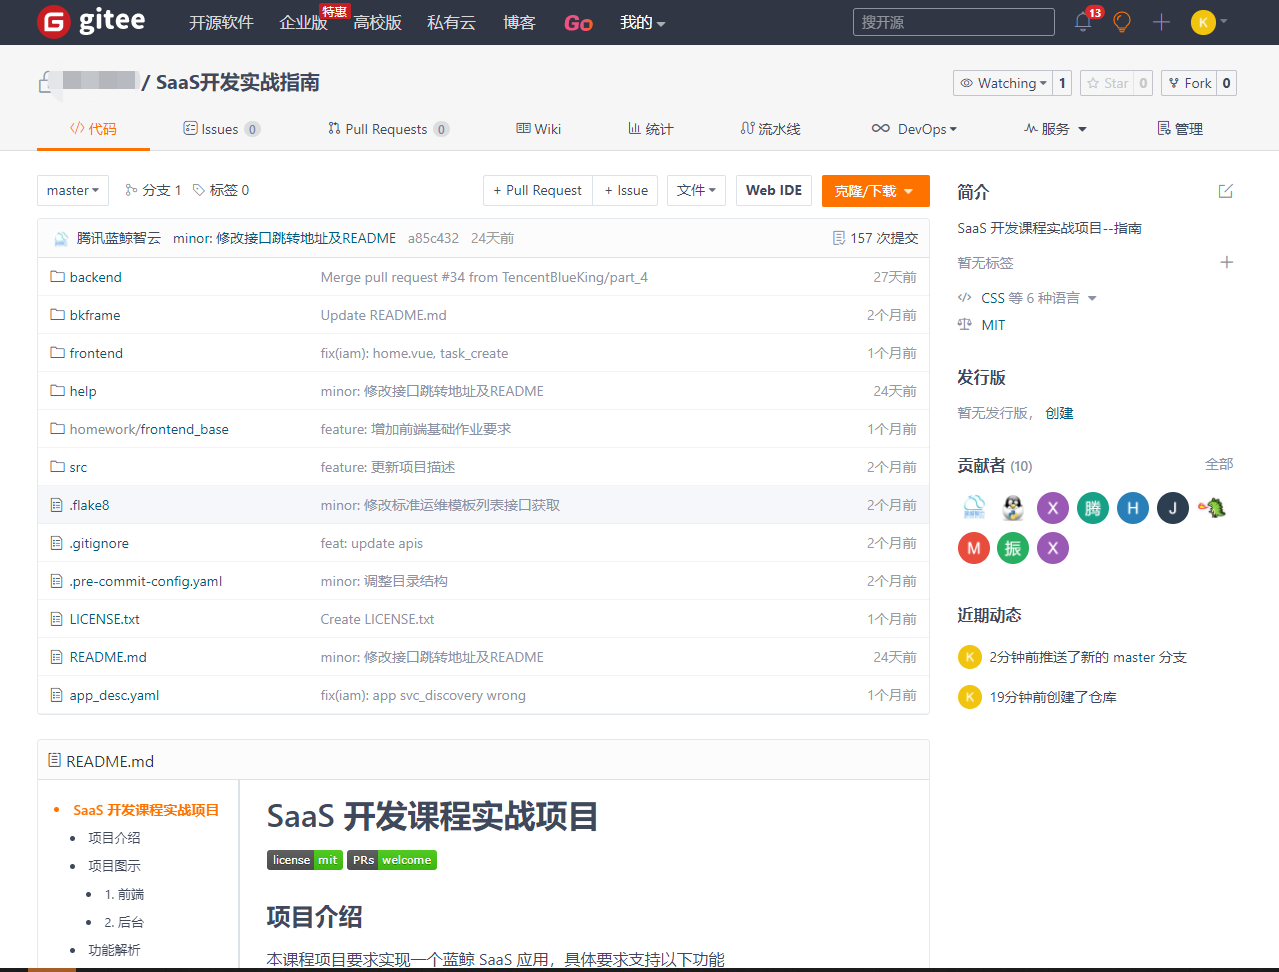 G gitee 开源软件 企业版 特惠 高校版 私有云 博客 Go 我的 搜开源 13 K
/ SaaS开发实战指南 Watching 1 Star 0 Fork 0
代码 Issues 0 Pull Requests 0 Wiki 统计 流水线 DevOps 服务 管理
master 分支 1 标签 0 + Pull Request + Issue 文件 Web IDE 克隆/下载
腾讯蓝鲸智云 minor: 修改接口跳转地址及README a85c432 24天前 157 次提交
backend Merge pull request #34 from TencentBlueKing/part_4 27天前
bkframe Update README.md 2个月前
frontend fix(iam): home.vue, task_create 1个月前
help minor: 修改接口跳转地址及README 24天前
homework/frontend_base feature: 增加前端基础作业要求 1个月前
src feature: 更新项目描述 2个月前
.flake8 minor: 修改标准运维模板列表接口获取 2个月前
.gitignore feat: update apis 2个月前
.pre-commit-config.yaml minor: 调整目录结构 2个月前
LICENSE.txt Create LICENSE.txt 1个月前
README.md minor: 修改接口跳转地址及README 24天前
app_desc.yaml fix(iam): app svc_discovery wrong 1个月前
简介
SaaS 开发课程实战项目--指南
暂无标签
CSS 等 6 种语言
MIT
发行版
暂无发行版， 创建
贡献者 (10) 全部
X 腾 H J
M 振 X
近期动态
K 2分钟前推送了新的 master 分支
K 19分钟前创建了仓库
README.md
SaaS 开发课程实战项目
项目介绍
项目图示
1. 前端
2. 后台
功能解析
SaaS 开发课程实战项目
license mit PRs welcome
项目介绍
本课程项目要求实现一个蓝鲸 SaaS 应用，具体要求支持以下功能